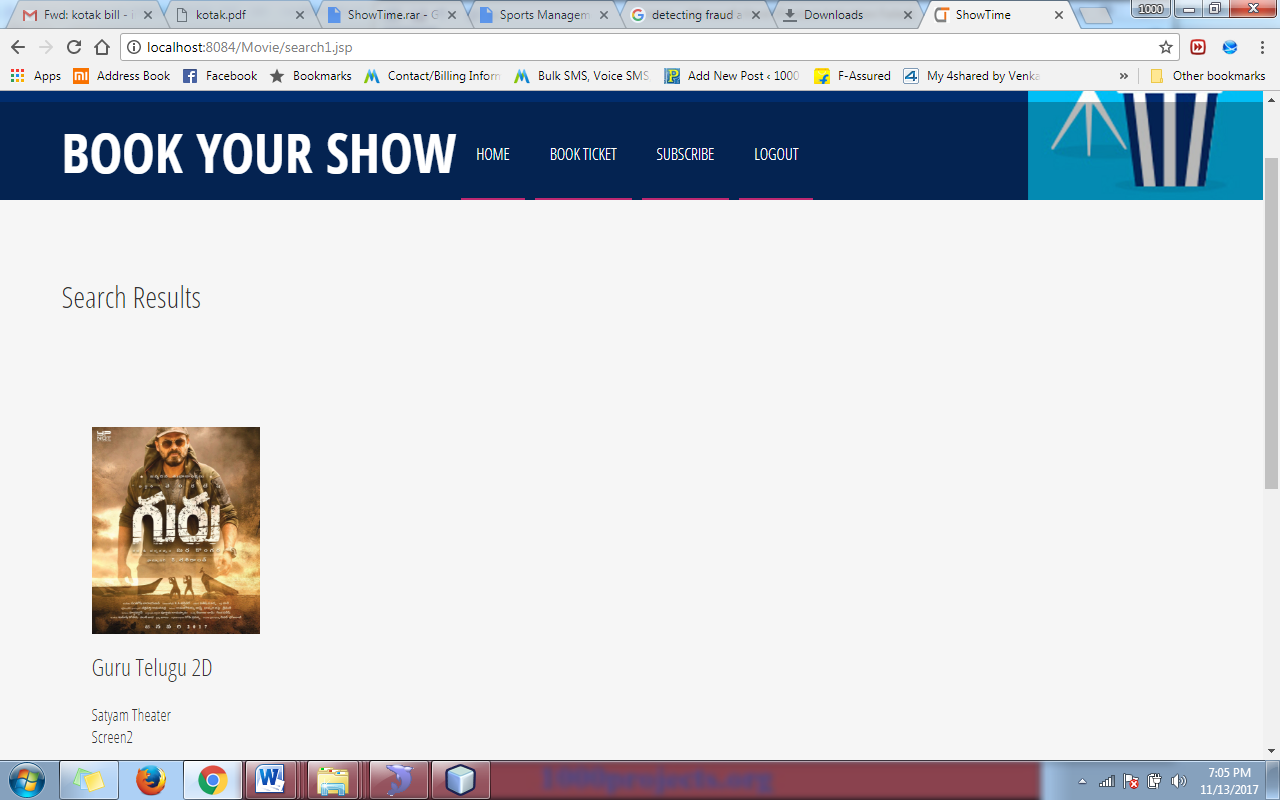 Fwd: kotak bill - 
kotak.pdf
ShowTime.rar - G
Sports Managem
detecting fraud a
Downloads
ShowTime
1000
localhost:8084/Movie/search1.jsp
Apps
Address Book
Facebook
Bookmarks
Contact/Billing Inform
Bulk SMS, Voice SMS
Add New Post ‹ 1000
F-Assured
My 4shared by Venka
»
Other bookmarks
BOOK YOUR SHOW
HOME
BOOK TICKET
SUBSCRIBE
LOGOUT
Search Results
గురు
2017
Guru Telugu 2D
Satyam Theater
Screen2
1000projects.org
7:05 PM
11/13/2017